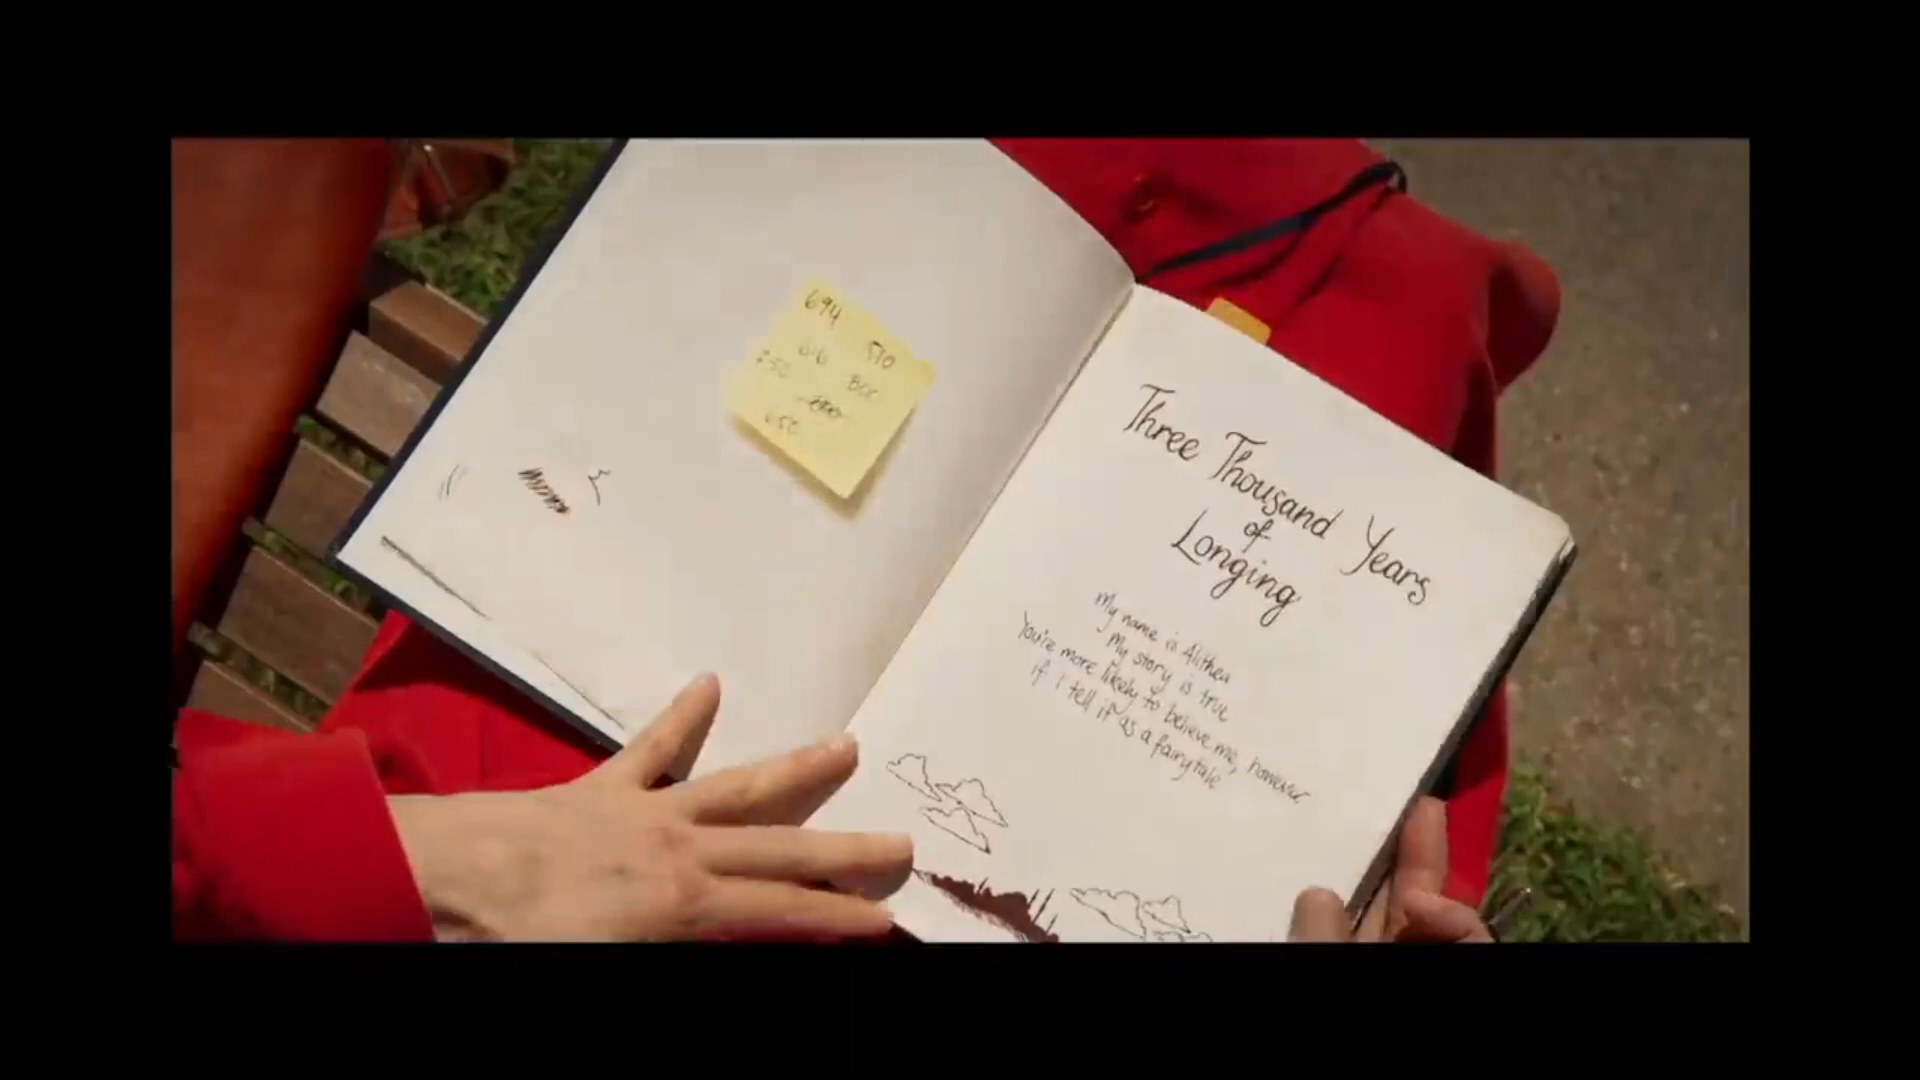 694
510
616
750
650
Three Thousand Years
of
Longing
My name is Alithea
My story is true
You're more likely to believe me, however
if I tell it as a fairytale